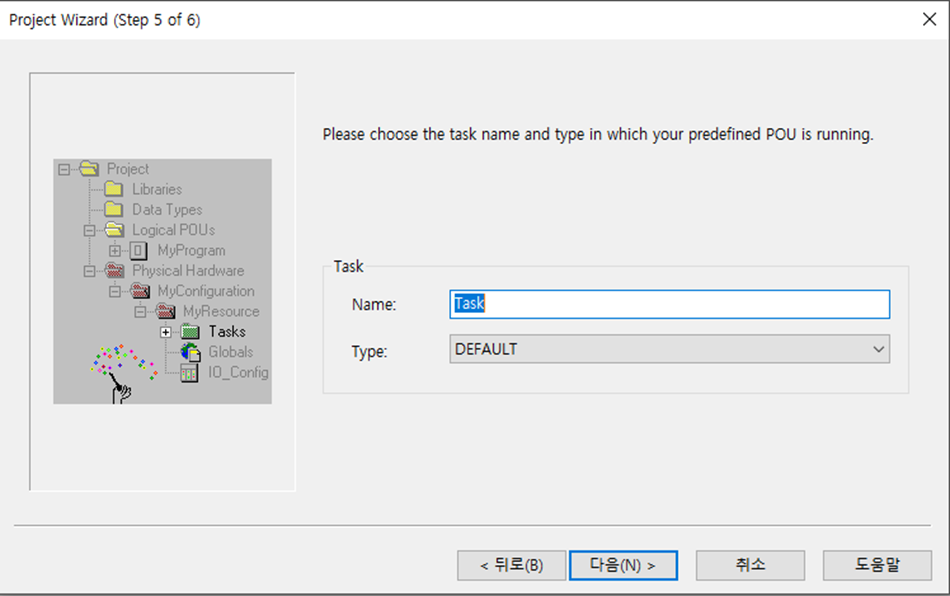 Project Wizard (Step 5 of 6)
Project
Libraries
Data Types
Logical POUs
MyProgram
Physical Hardware
MyConfiguration
MyResource
Tasks
Globals
IO_Config
Please choose the task name and type in which your predefined POU is running.
Task
Name:
Task
Type:
DEFAULT
< 뒤로(B)
다음(N) >
취소
도움말